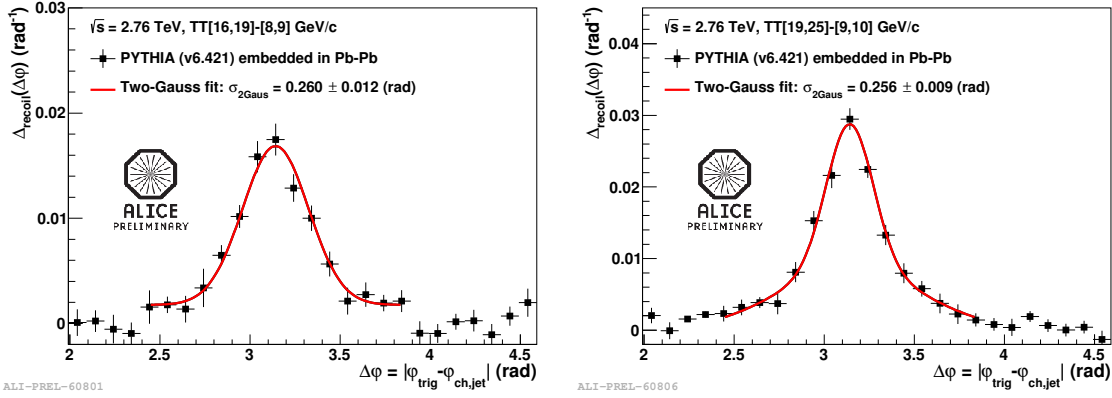 √s = 2.76 TeV, TT[16,19]-[8,9] GeV/c
PYTHIA (v6.421) embedded in Pb-Pb
Two-Gauss fit: σ2Gaus = 0.260 ± 0.012 (rad)
Δrecoil(Δφ) (rad-1)
0.03
0.02
0.01
0
ALICE
PRELIMINARY
2
2.5
3
3.5
4
4.5
Δφ = |φtrig-φch,jet| (rad)
ALI-PREL-60801
√s = 2.76 TeV, TT[19,25]-[9,10] GeV/c
PYTHIA (v6.421) embedded in Pb-Pb
Two-Gauss fit: σ2Gaus = 0.256 ± 0.009 (rad)
Δrecoil(Δφ) (rad-1)
0.04
0.03
0.02
0.01
0
ALICE
PRELIMINARY
2
2.5
3
3.5
4
4.5
Δφ = |φtrig-φch,jet| (rad)
ALI-PREL-60806